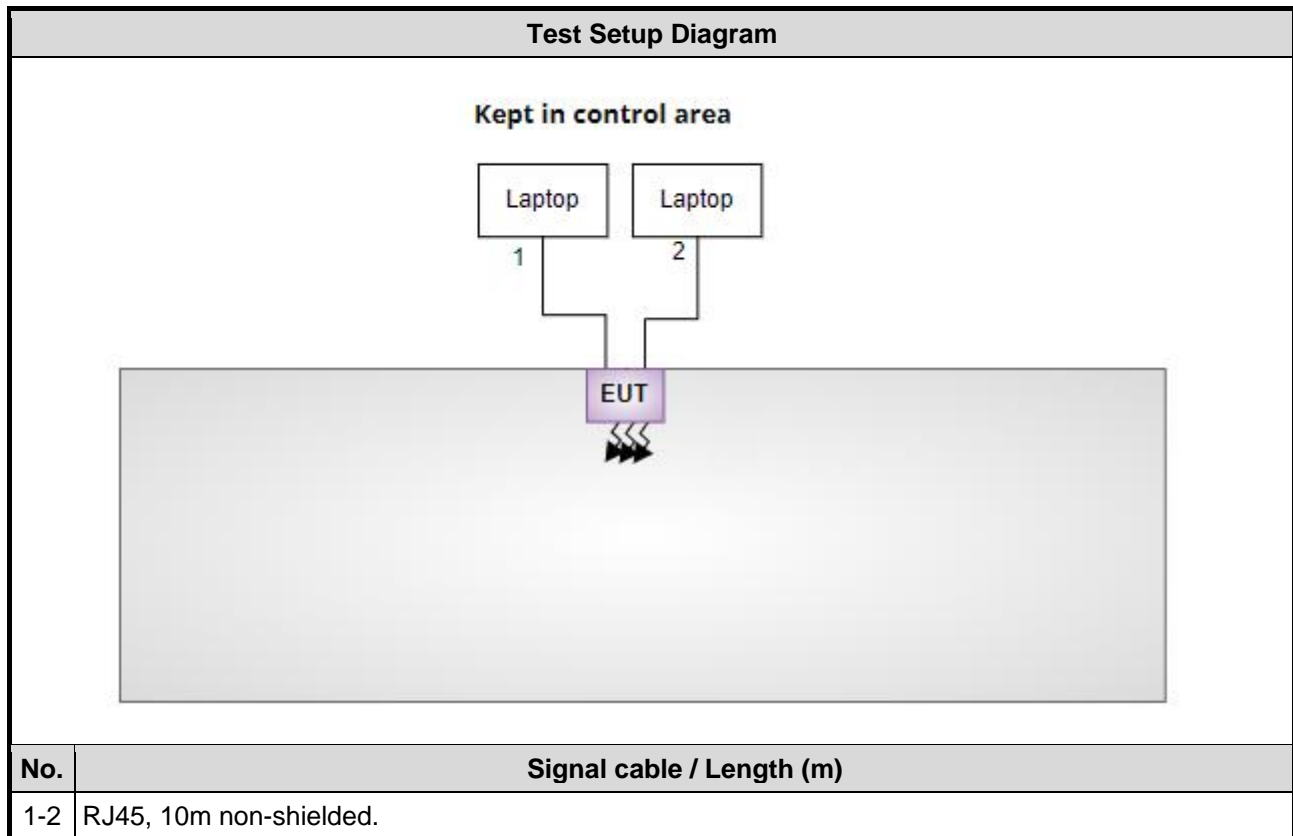 Test Setup Diagram
Kept in control area
Laptop Laptop
1 2
EUT
No. Signal cable / Length (m)
1-2 RJ45, 10m non-shielded.